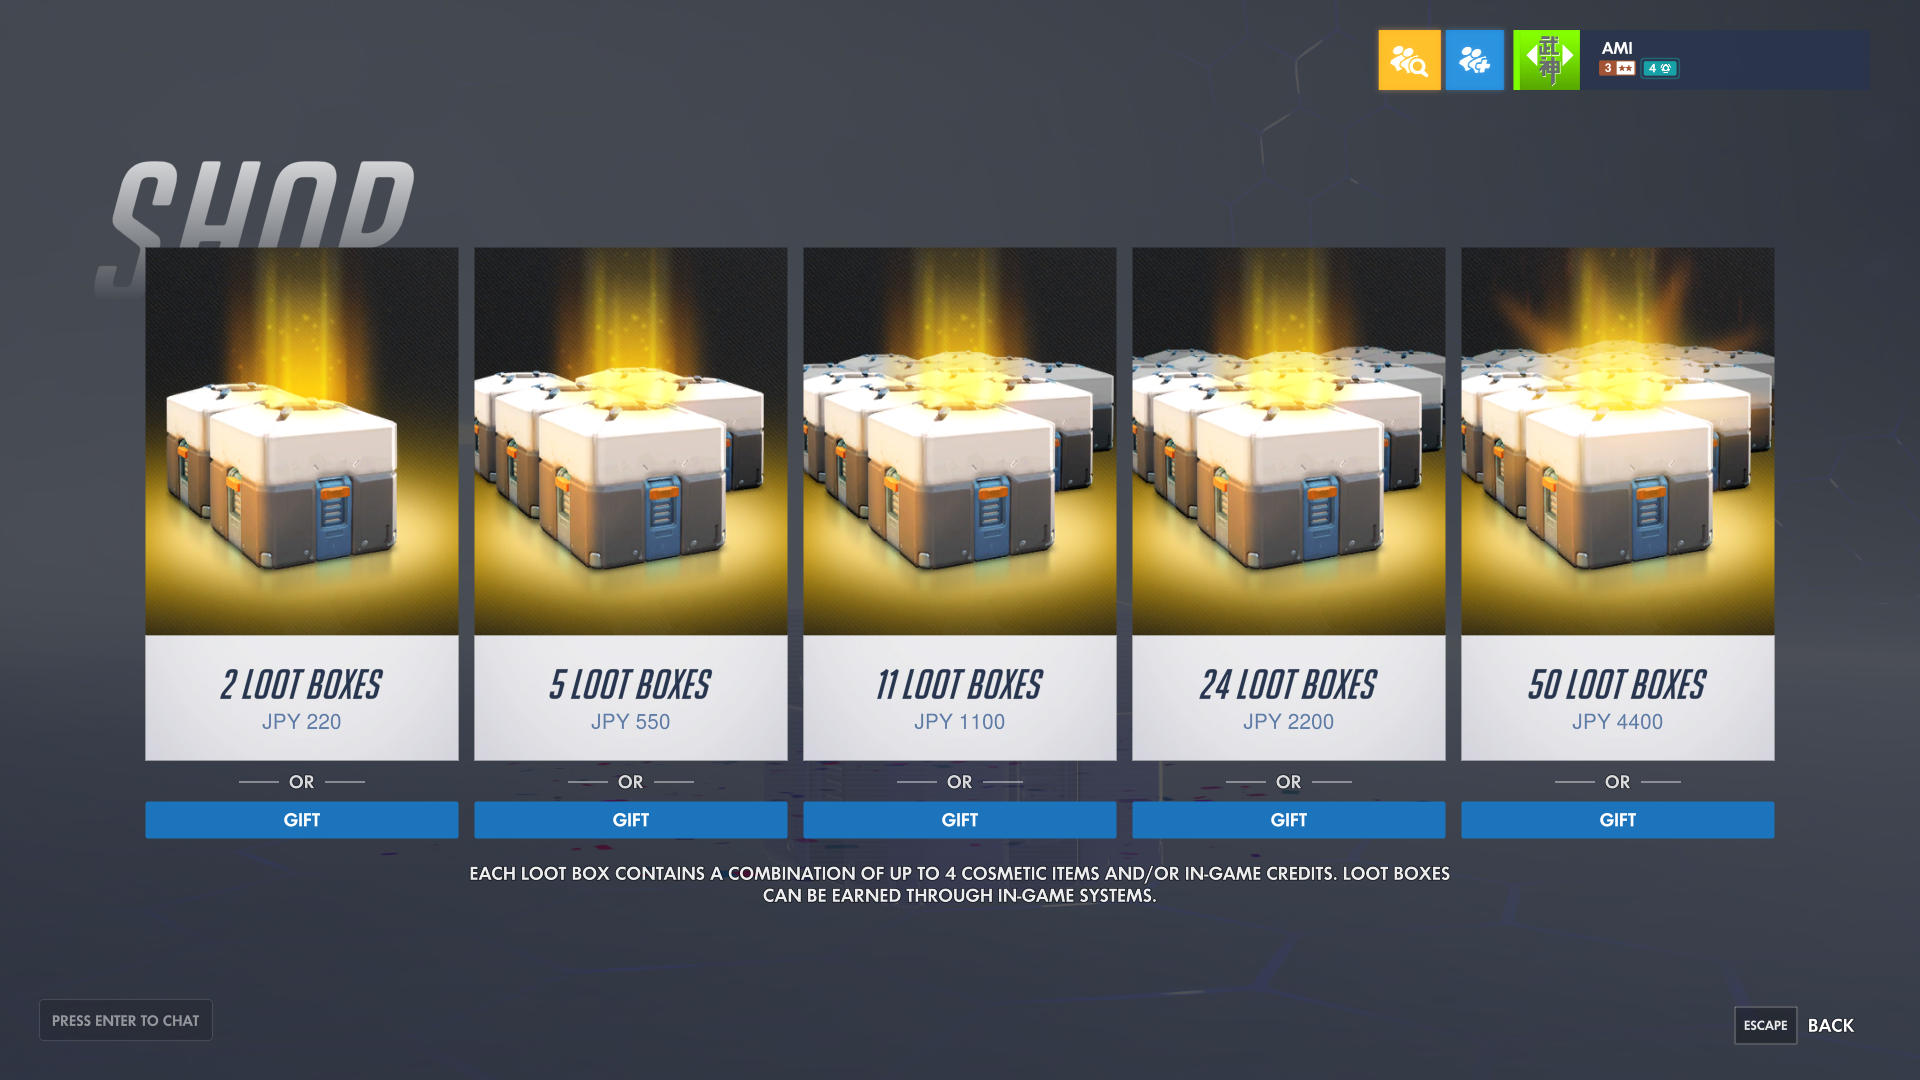 AMI
3
4
武神
SHOP
2 LOOT BOXES
JPY 220
OR
GIFT
5 LOOT BOXES
JPY 550
OR
GIFT
11 LOOT BOXES
JPY 1100
OR
GIFT
24 LOOT BOXES
JPY 2200
OR
GIFT
50 LOOT BOXES
JPY 4400
OR
GIFT
EACH LOOT BOX CONTAINS A COMBINATION OF UP TO 4 COSMETIC ITEMS AND/OR IN-GAME CREDITS. LOOT BOXES
CAN BE EARNED THROUGH IN-GAME SYSTEMS.
PRESS ENTER TO CHAT
ESCAPE BACK